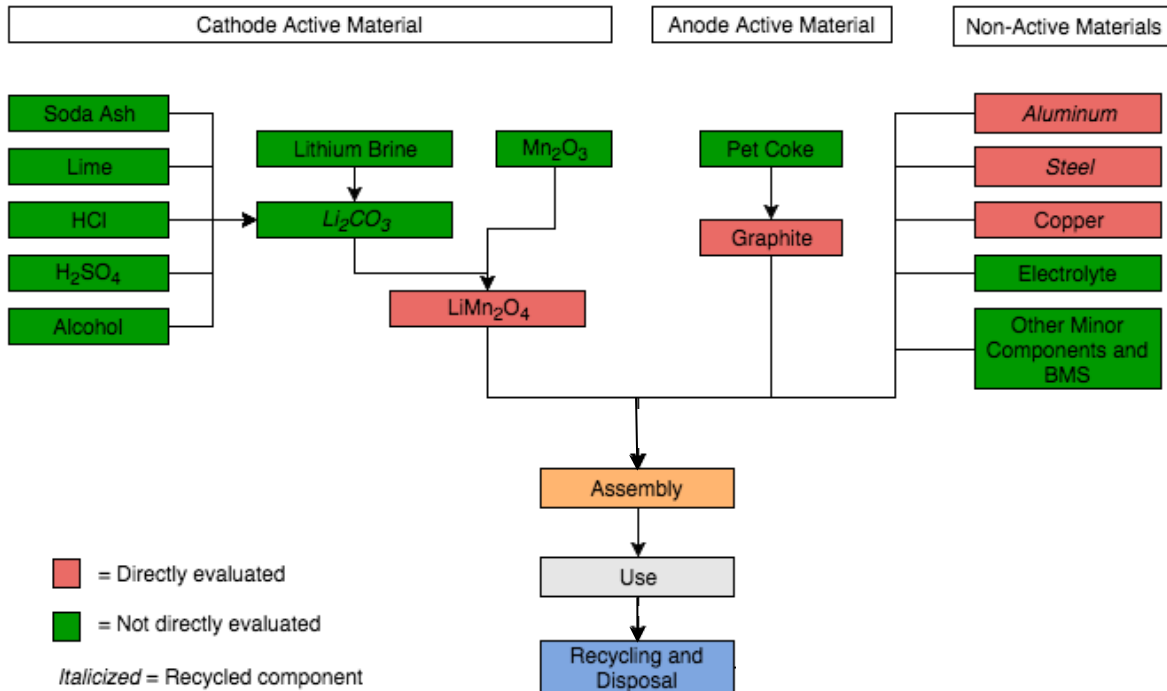 Cathode Active Material
Anode Active Material
Non-Active Materials
Soda Ash
Lime
HCl
H₂SO₄
Alcohol
Lithium Brine
Li₂CO₃
Mn₂O₃
LiMn₂O₄
Pet Coke
Graphite
Aluminum
Steel
Copper
Electrolyte
Other Minor
Components and
BMS
Assembly
Use
Recycling and
Disposal
= Directly evaluated
= Not directly evaluated
Italicized = Recycled component